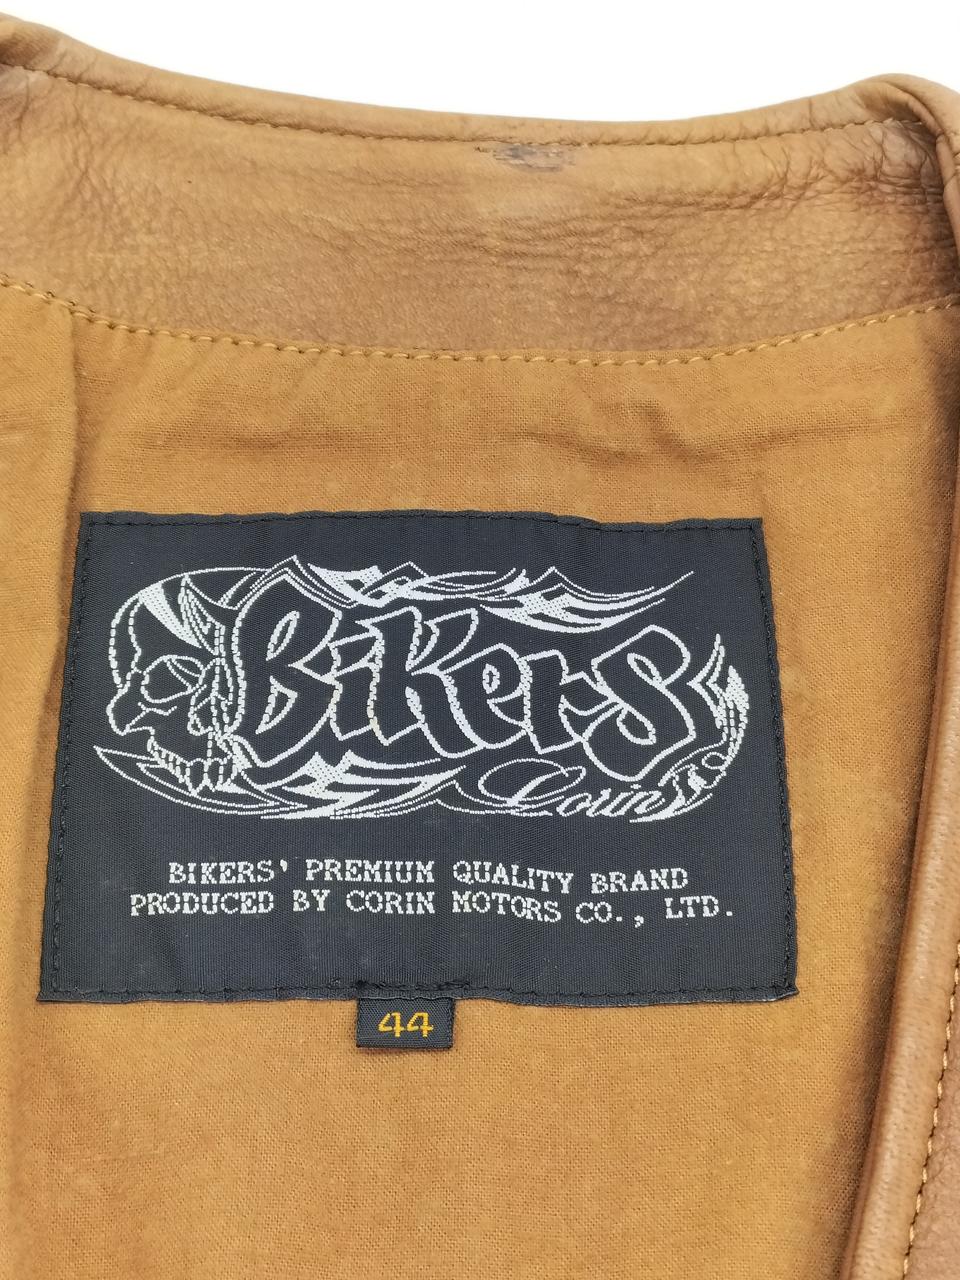 Bikers
Corin
BIKERS' PREMIUM QUALITY BRAND
PRODUCED BY CORIN MOTORS CO., LTD.
44